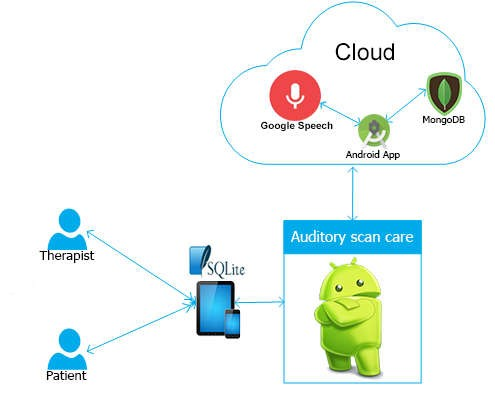 Cloud
Google Speech
MongoDB
Android App
Auditory scan care
Therapist
SQLite
Patient